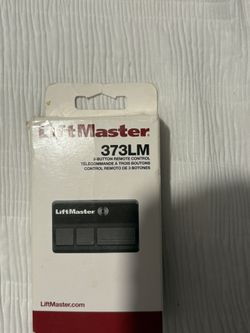 LiftMaster
373LM
3-BUTTON REMOTE CONTROL
TÉLÉCOMMANDE À TROIS BOUTONS
CONTROL REMOTO DE 3 BOTONES
LiftMaster
LiftMaster.com